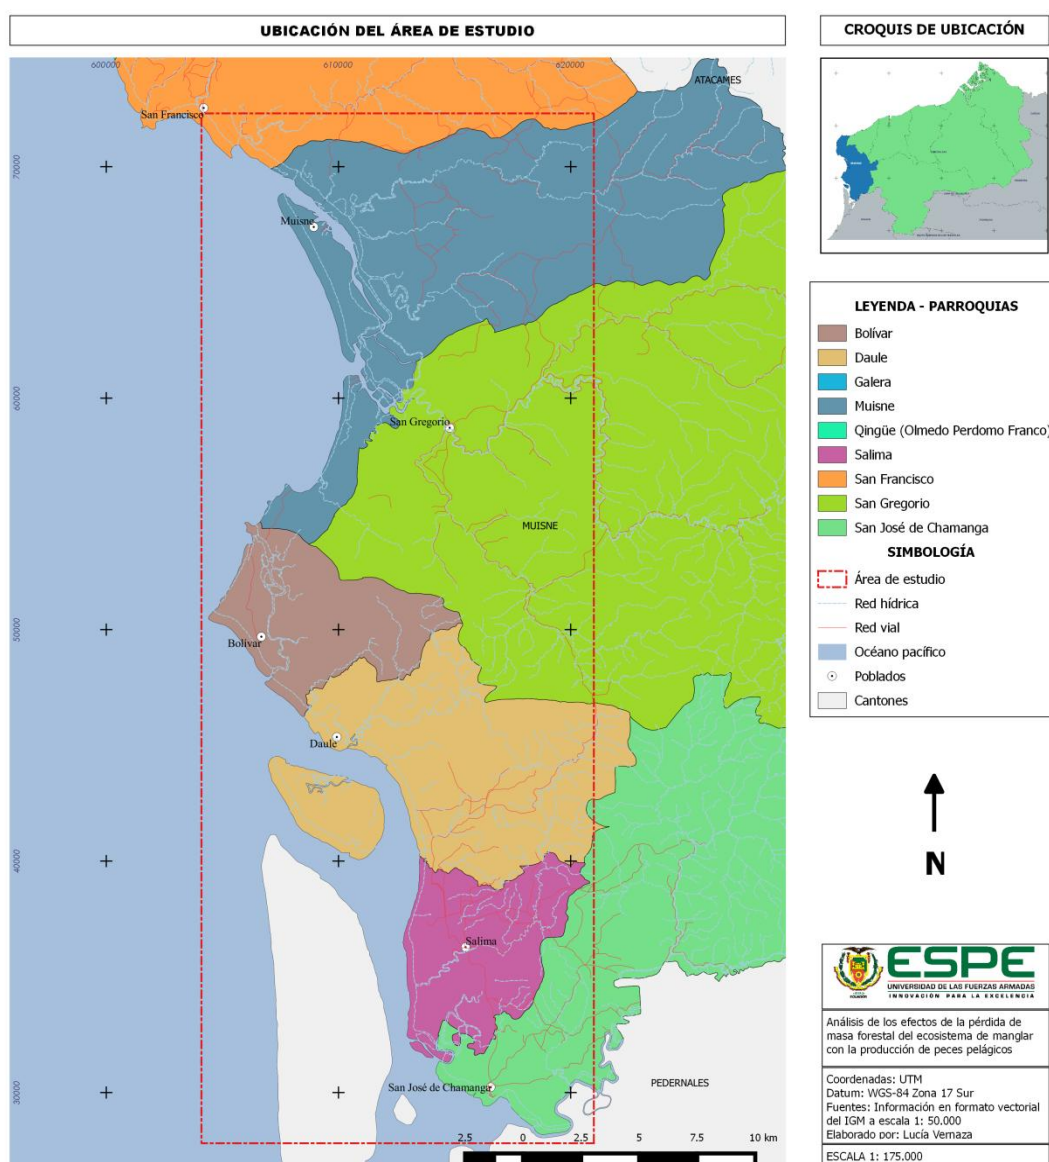 UBICACIÓN DEL ÁREA DE ESTUDIO
CROQUIS DE UBICACIÓN
600000
610000
620000
ATACAMES
San Francisco
70000
Muisne
60000
San Gregorio
MUISNE
50000
Bolívar
Daule
40000
Salima
30000
San José de Chamanga
PEDERNALES
2.5 0 2.5 5 7.5 10 km
LEYENDA - PARROQUIAS
Bolívar
Daule
Galera
Muisne
Qingüe (Olmedo Perdomo Franco)
Salima
San Francisco
San Gregorio
San José de Chamanga
SIMBOLOGÍA
Área de estudio
Red hídrica
Red vial
Océano pacífico
Poblados
Cantones
N
ESPE
UNIVERSIDAD DE LAS FUERZAS ARMADAS
INNOVACIÓN PARA LA EXCELENCIA
Análisis de los efectos de la pérdida de
masa forestal del ecosistema de manglar
con la producción de peces pelágicos
Coordenadas: UTM
Datum: WGS-84 Zona 17 Sur
Fuentes: Información en formato vectorial
del IGM a escala 1: 50.000
Elaborado por: Lucía Vernaza
ESCALA 1: 175.000